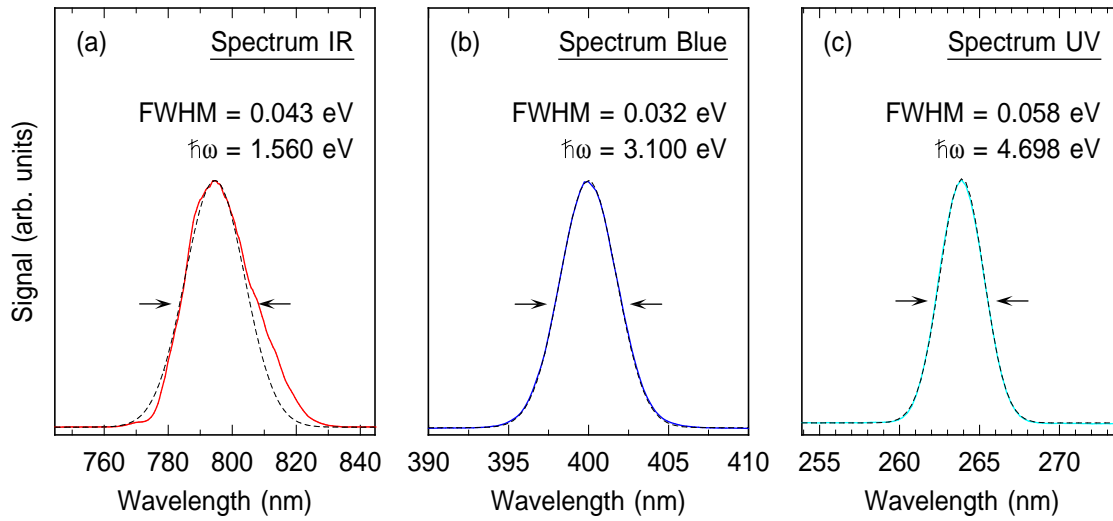 (a) Spectrum IR
FWHM = 0.043 eV
ℏω = 1.560 eV
(b) Spectrum Blue
FWHM = 0.032 eV
ℏω = 3.100 eV
(c) Spectrum UV
FWHM = 0.058 eV
ℏω = 4.698 eV
Signal (arb. units)
760 780 800 820 840
Wavelength (nm)
390 395 400 405 410
Wavelength (nm)
255 260 265 270
Wavelength (nm)